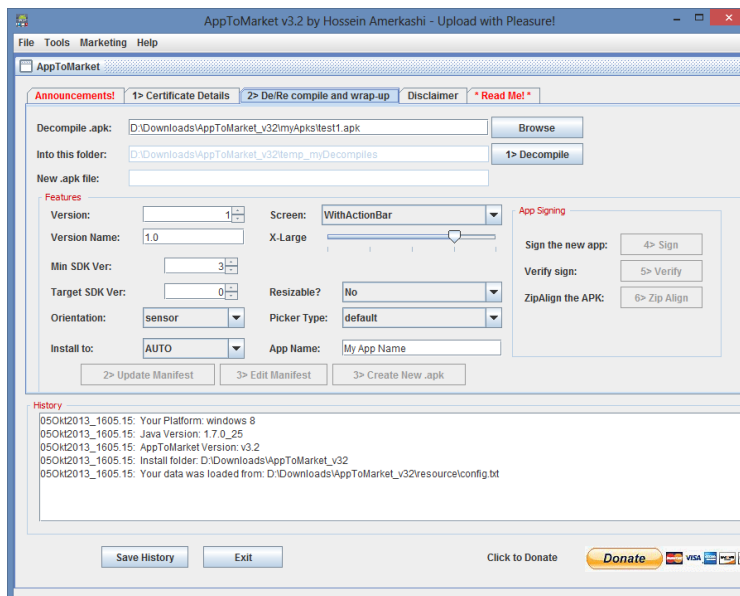 AppToMarket v3.2 by Hossein Amerkashi - Upload with Pleasure!
File Tools Marketing Help
AppToMarket
Announcements! 1> Certificate Details 2> De/Re compile and wrap-up Disclaimer * Read Me! *
Decompile .apk: D:\Downloads\AppToMarket_v32\myApks\test1.apk Browse
Into this folder: D:\Downloads\AppToMarket_v32\temp_myDecompiles 1> Decompile
New .apk file:
Features
Version: 1 Screen: WithActionBar App Signing
Version Name: 1.0 X-Large Sign the new app: 4> Sign
Min SDK Ver: 3 Verify sign: 5> Verify
Target SDK Ver: 0 Resizable? No ZipAlign the APK: 6> Zip Align
Orientation: sensor Picker Type: default
Install to: AUTO App Name: My App Name
2> Update Manifest 3> Edit Manifest 3> Create New .apk
History
05Okt2013_1605.15: Your Platform: windows 8
05Okt2013_1605.15: Java Version: 1.7.0_25
05Okt2013_1605.15: AppToMarket Version: v3.2
05Okt2013_1605.15: Install folder: D:\Downloads\AppToMarket_v32
05Okt2013_1605.15: Your data was loaded from: D:\Downloads\AppToMarket_v32\resource\config.txt
Save History Exit Click to Donate Donate VISA